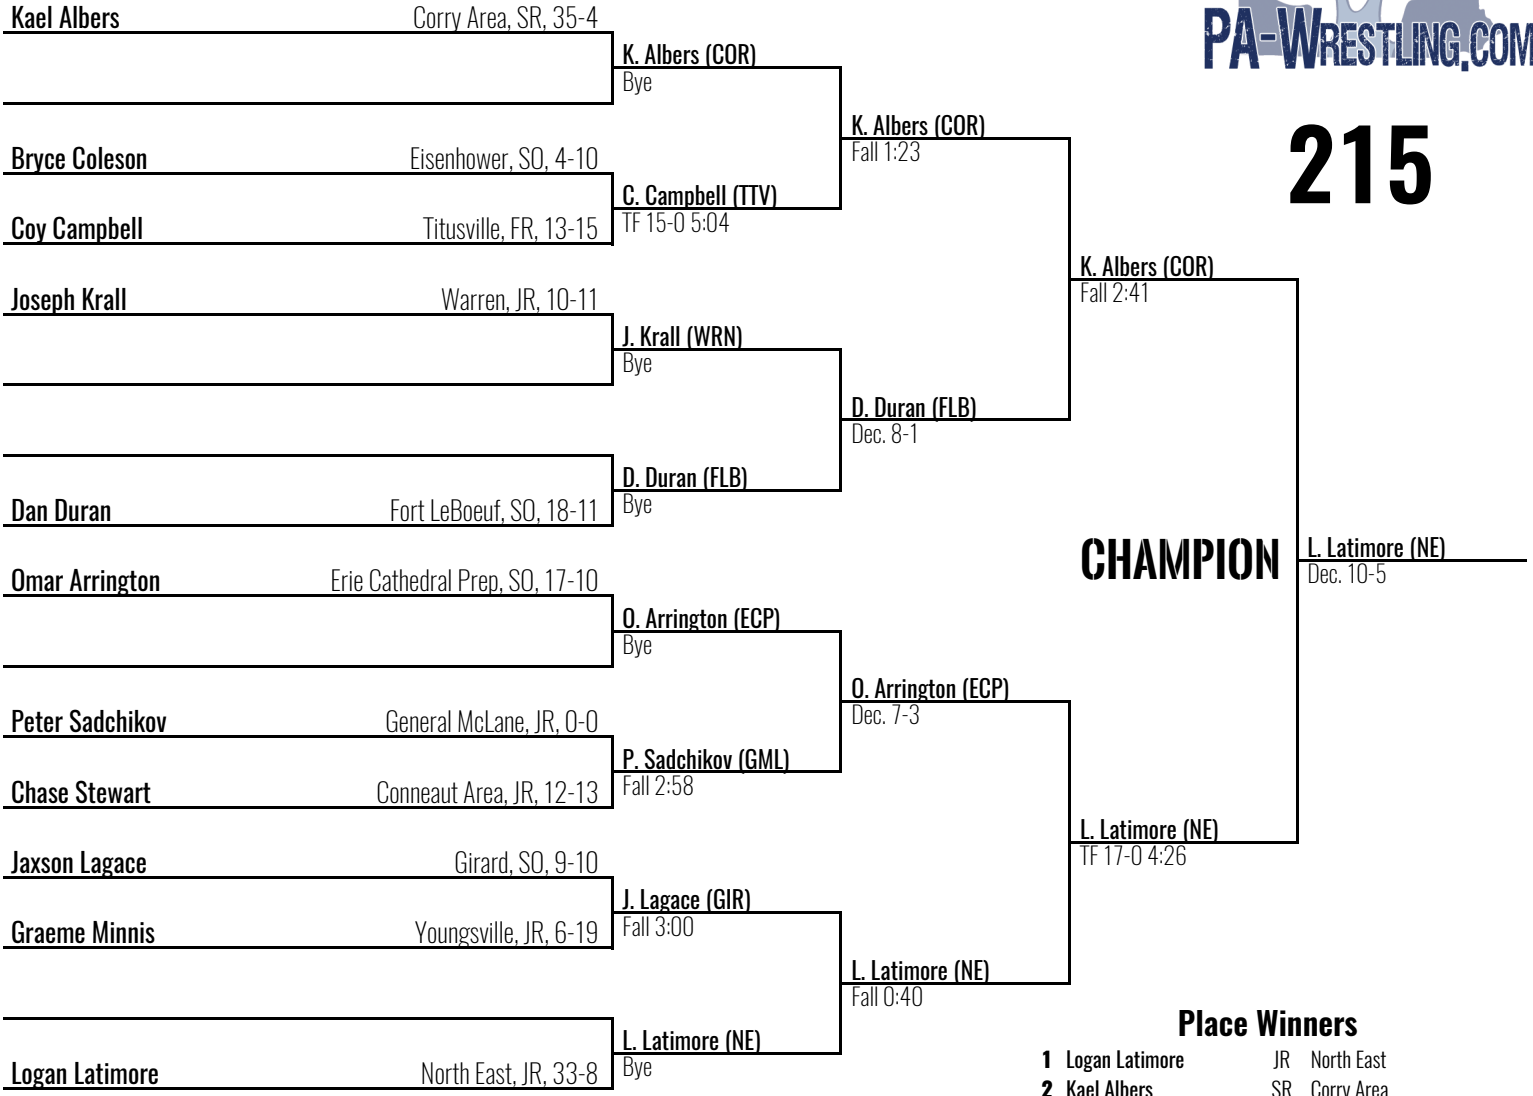 Kael Albers Corry Area, SR, 35-4
K. Albers (COR)
Bye
PA-WRESTLING.COM
215
K. Albers (COR)
Fall 1:23
Bryce Coleson Eisenhower, SO, 4-10
C. Campbell (TTV)
TF 15-0 5:04
Coy Campbell Titusville, FR, 13-15
K. Albers (COR)
Fall 2:41
Joseph Krall Warren, JR, 10-11
J. Krall (WRN)
Bye
D. Duran (FLB)
Dec. 8-1
D. Duran (FLB)
Bye
Dan Duran Fort LeBoeuf, SO, 18-11
CHAMPION
L. Latimore (NE)
Dec. 10-5
Omar Arrington Erie Cathedral Prep, SO, 17-10
O. Arrington (ECP)
Bye
O. Arrington (ECP)
Dec. 7-3
Peter Sadchikov General McLane, JR, 0-0
P. Sadchikov (GML)
Fall 2:58
Chase Stewart Conneaut Area, JR, 12-13
L. Latimore (NE)
TF 17-0 4:26
Jaxson Lagace Girard, SO, 9-10
J. Lagace (GIR)
Fall 3:00
Graeme Minnis Youngsville, JR, 6-19
L. Latimore (NE)
Fall 0:40
L. Latimore (NE)
Bye
Logan Latimore North East, JR, 33-8
Place Winners
1 Logan Latimore JR North East
2 Kael Albers SR Corry Area